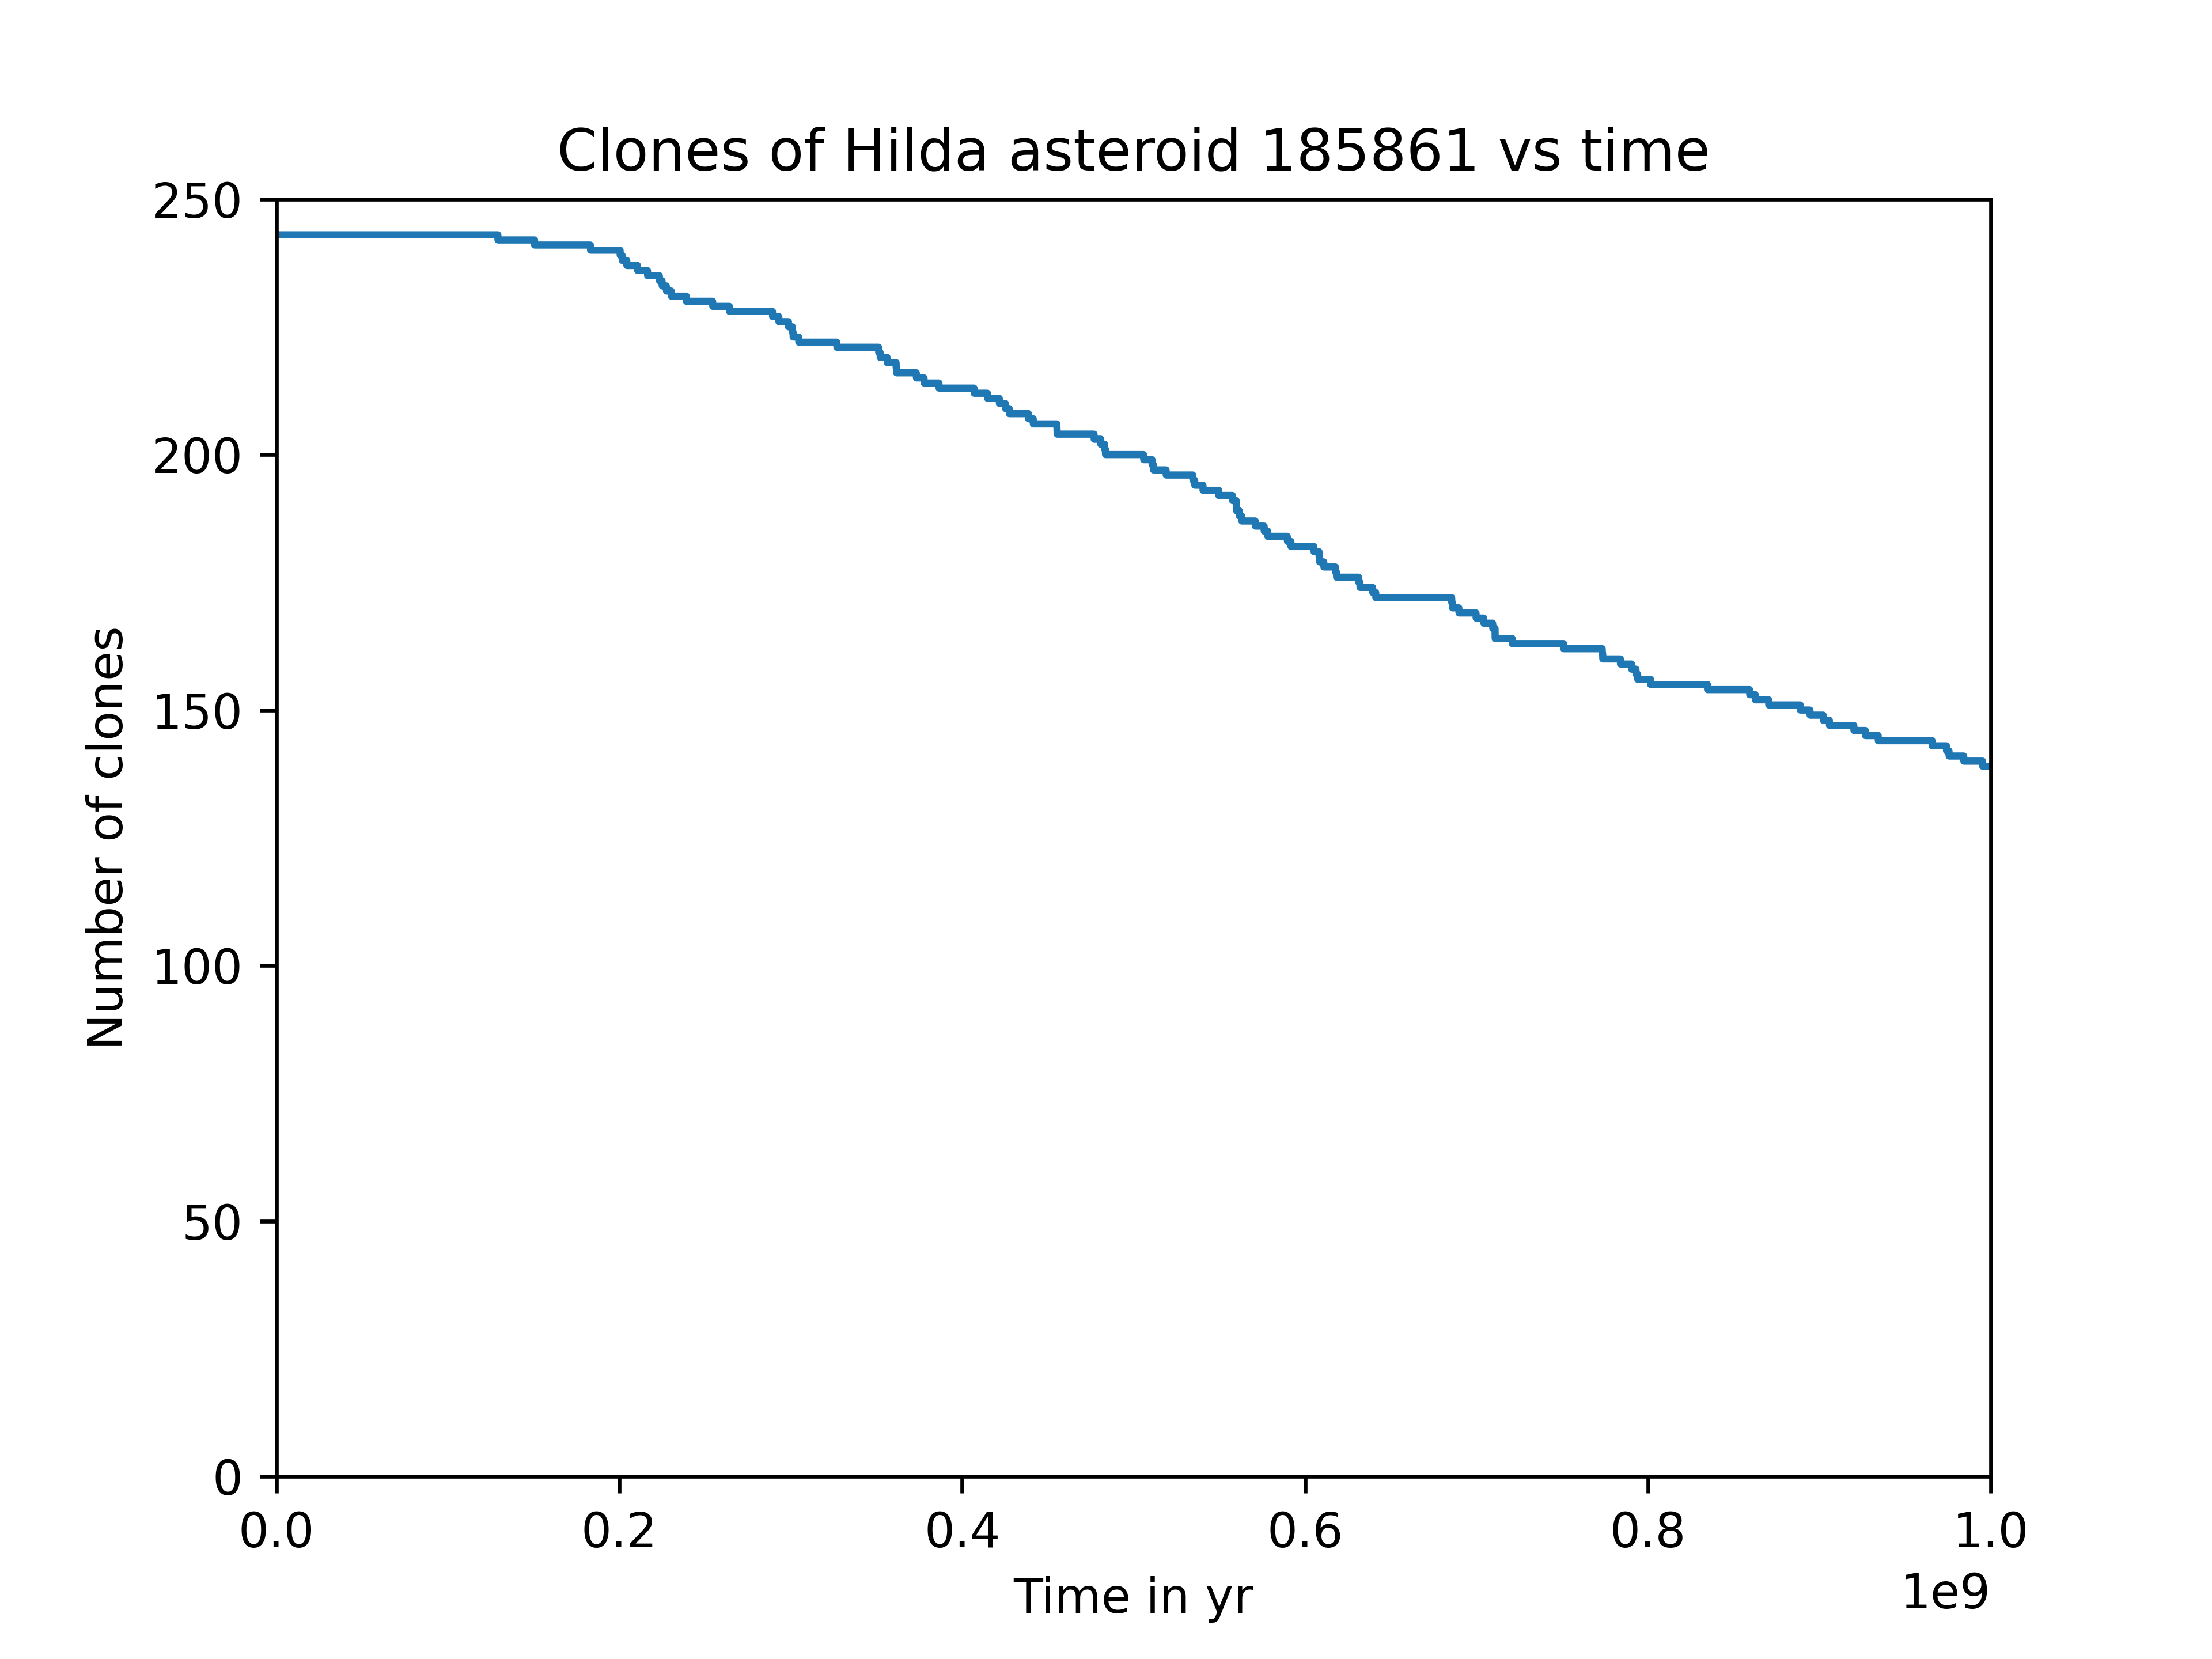 Clones of Hilda asteroid 185861 vs time
250
200
150
100
50
0
Number of clones
0.0 0.2 0.4 0.6 0.8 1.0
Time in yr
1e9